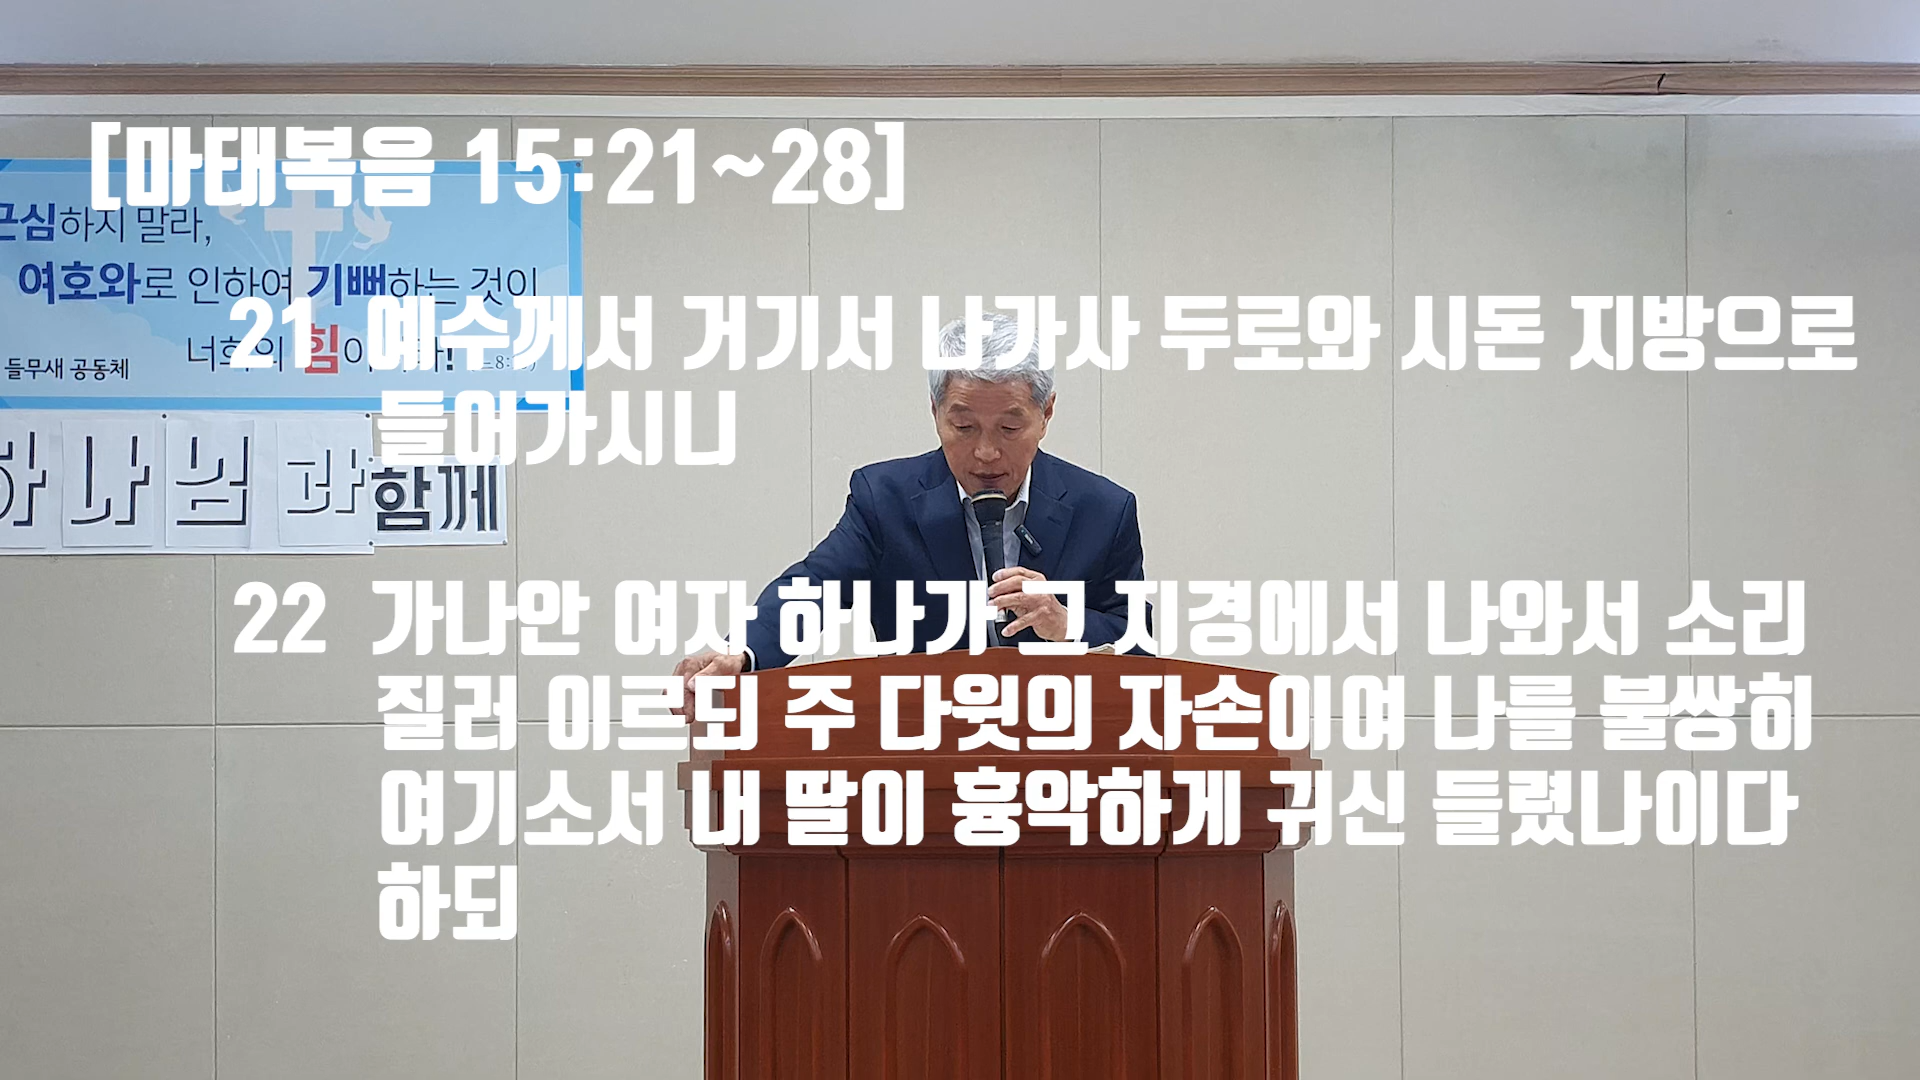 [마태복음 15:21~28]
근심하지 말라,
여호와로 인하여 기뻐하는 것이
너희의 힘이
들무새 공동체
하나님과 함께
21 예수께서 거기서 나가사 두로와 시돈 지방으로
들어가시니
22 가나안 여자 하나가 그 지경에서 나와서 소리
질러 이르되 주 다윗의 자손이여 나를 불쌍히
여기소서 내 딸이 흉악하게 귀신 들렸나이다
하되